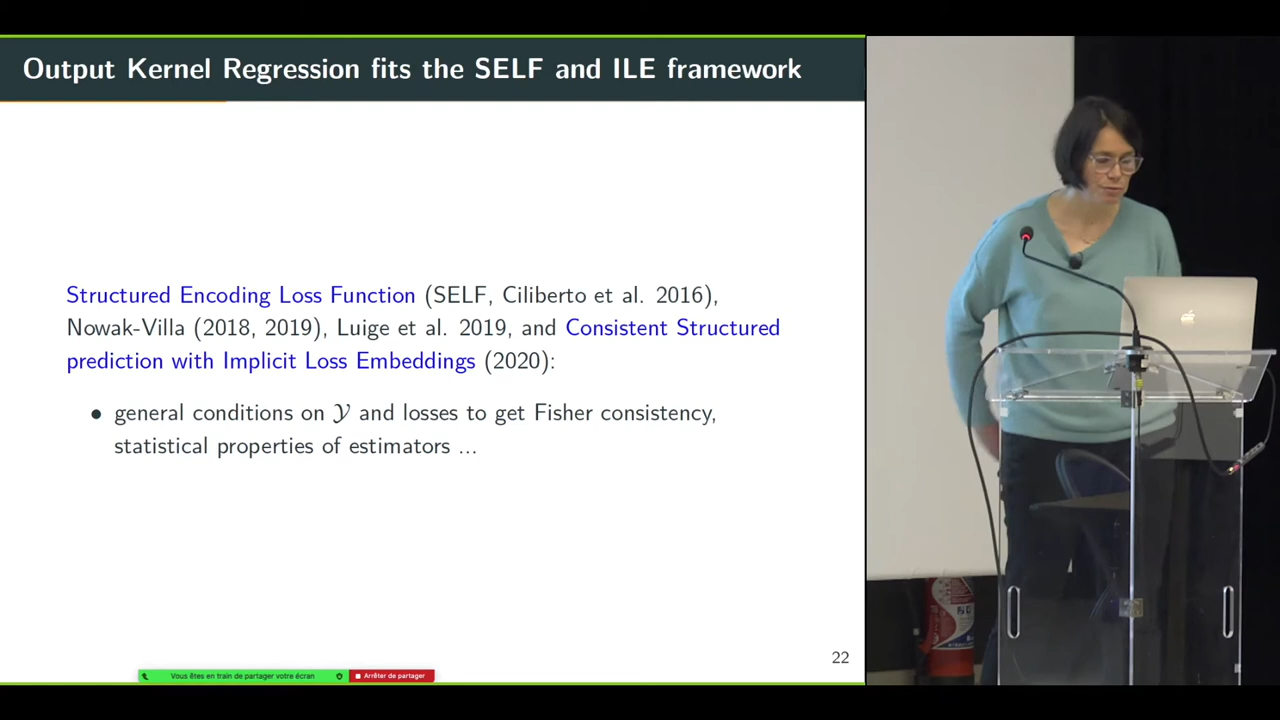 Output Kernel Regression fits the SELF and ILE framework
Structured Encoding Loss Function (SELF, Ciliberto et al. 2016),
Nowak-Villa (2018, 2019), Luige et al. 2019, and Consistent Structured
prediction with Implicit Loss Embeddings (2020):
• general conditions on 𝒴 and losses to get Fisher consistency,
statistical properties of estimators ...
22
Vous êtes en train de partager votre écran
Arrêter de partager